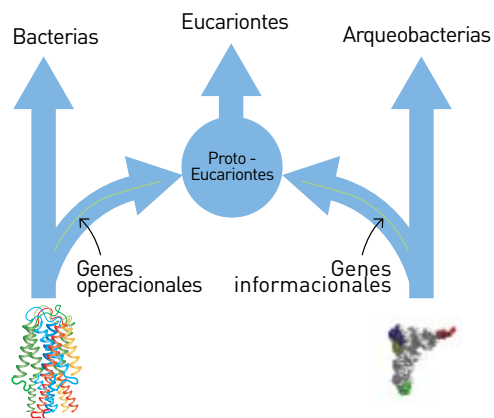 Bacterias
Eucariontes
Arqueobacterias
Proto -
Eucariontes
Genes
operacionales
Genes
informacionales